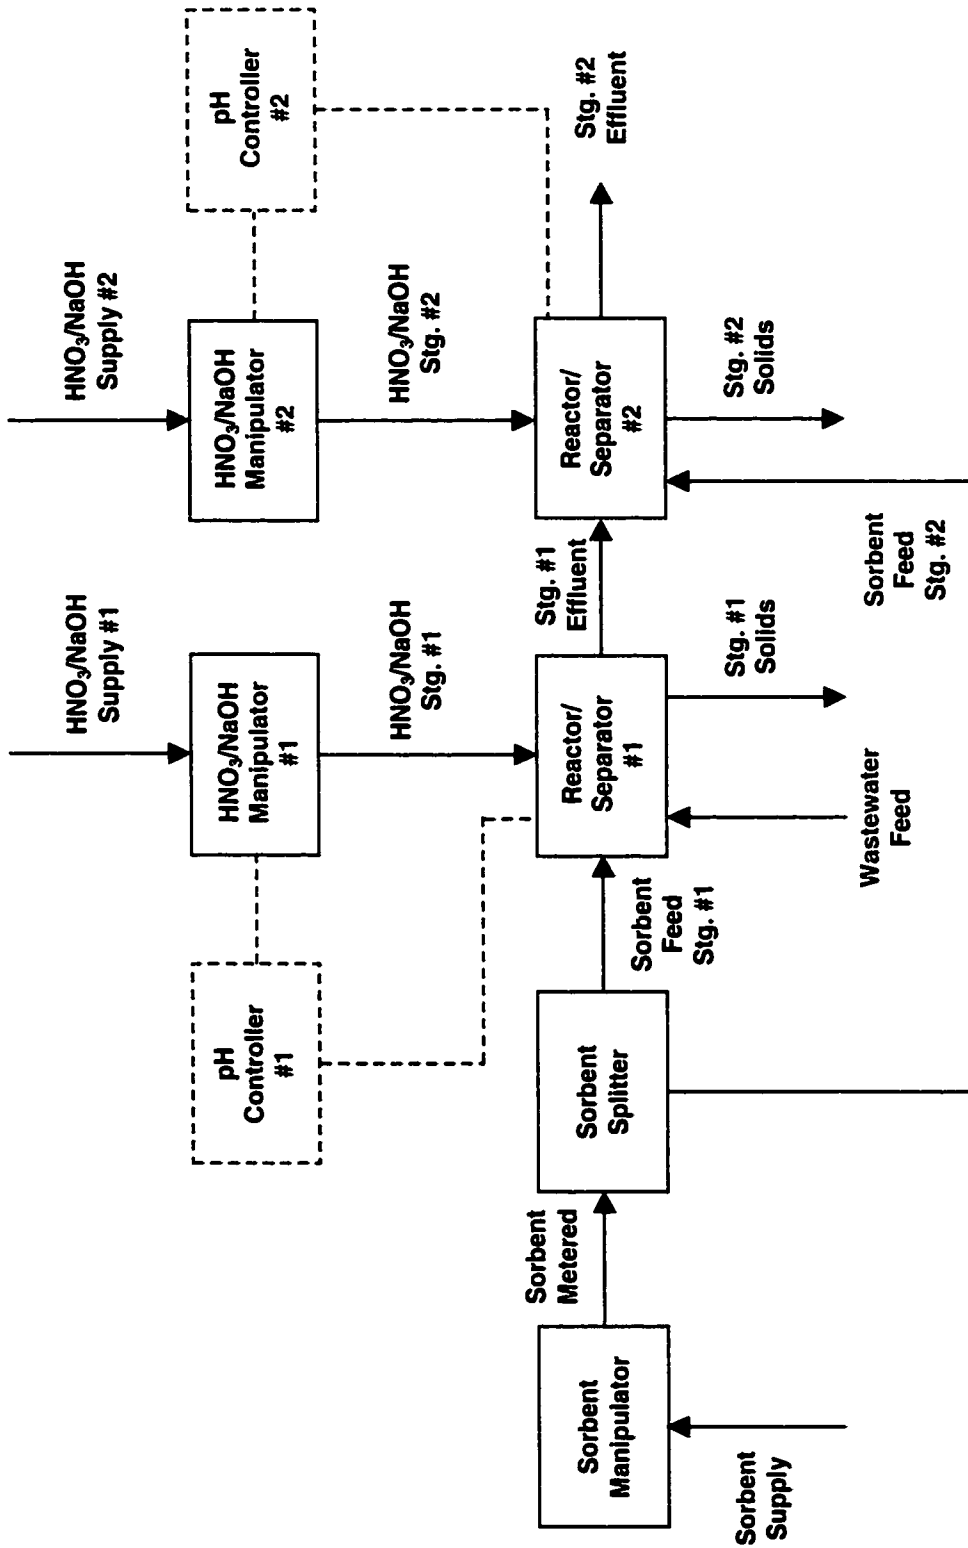 HNO₃/NaOH
Supply #1
HNO₃/NaOH
Supply #2
pH
Controller
#1
HNO₃/NaOH
Manipulator
#1
HNO₃/NaOH
Manipulator
#2
pH
Controller
#2
HNO₃/NaOH
Stg. #1
HNO₃/NaOH
Stg. #2
Sorbent
Metered
Stg. #1
Effluent
Stg. #2
Effluent
Sorbent
Manipulator
Sorbent
Splitter
Sorbent
Feed
Stg. #1
Reactor/
Separator
#1
Reactor/
Separator
#2
Sorbent
Supply
Wastewater
Feed
Stg. #1
Solids
Sorbent
Feed
Stg. #2
Stg. #2
Solids